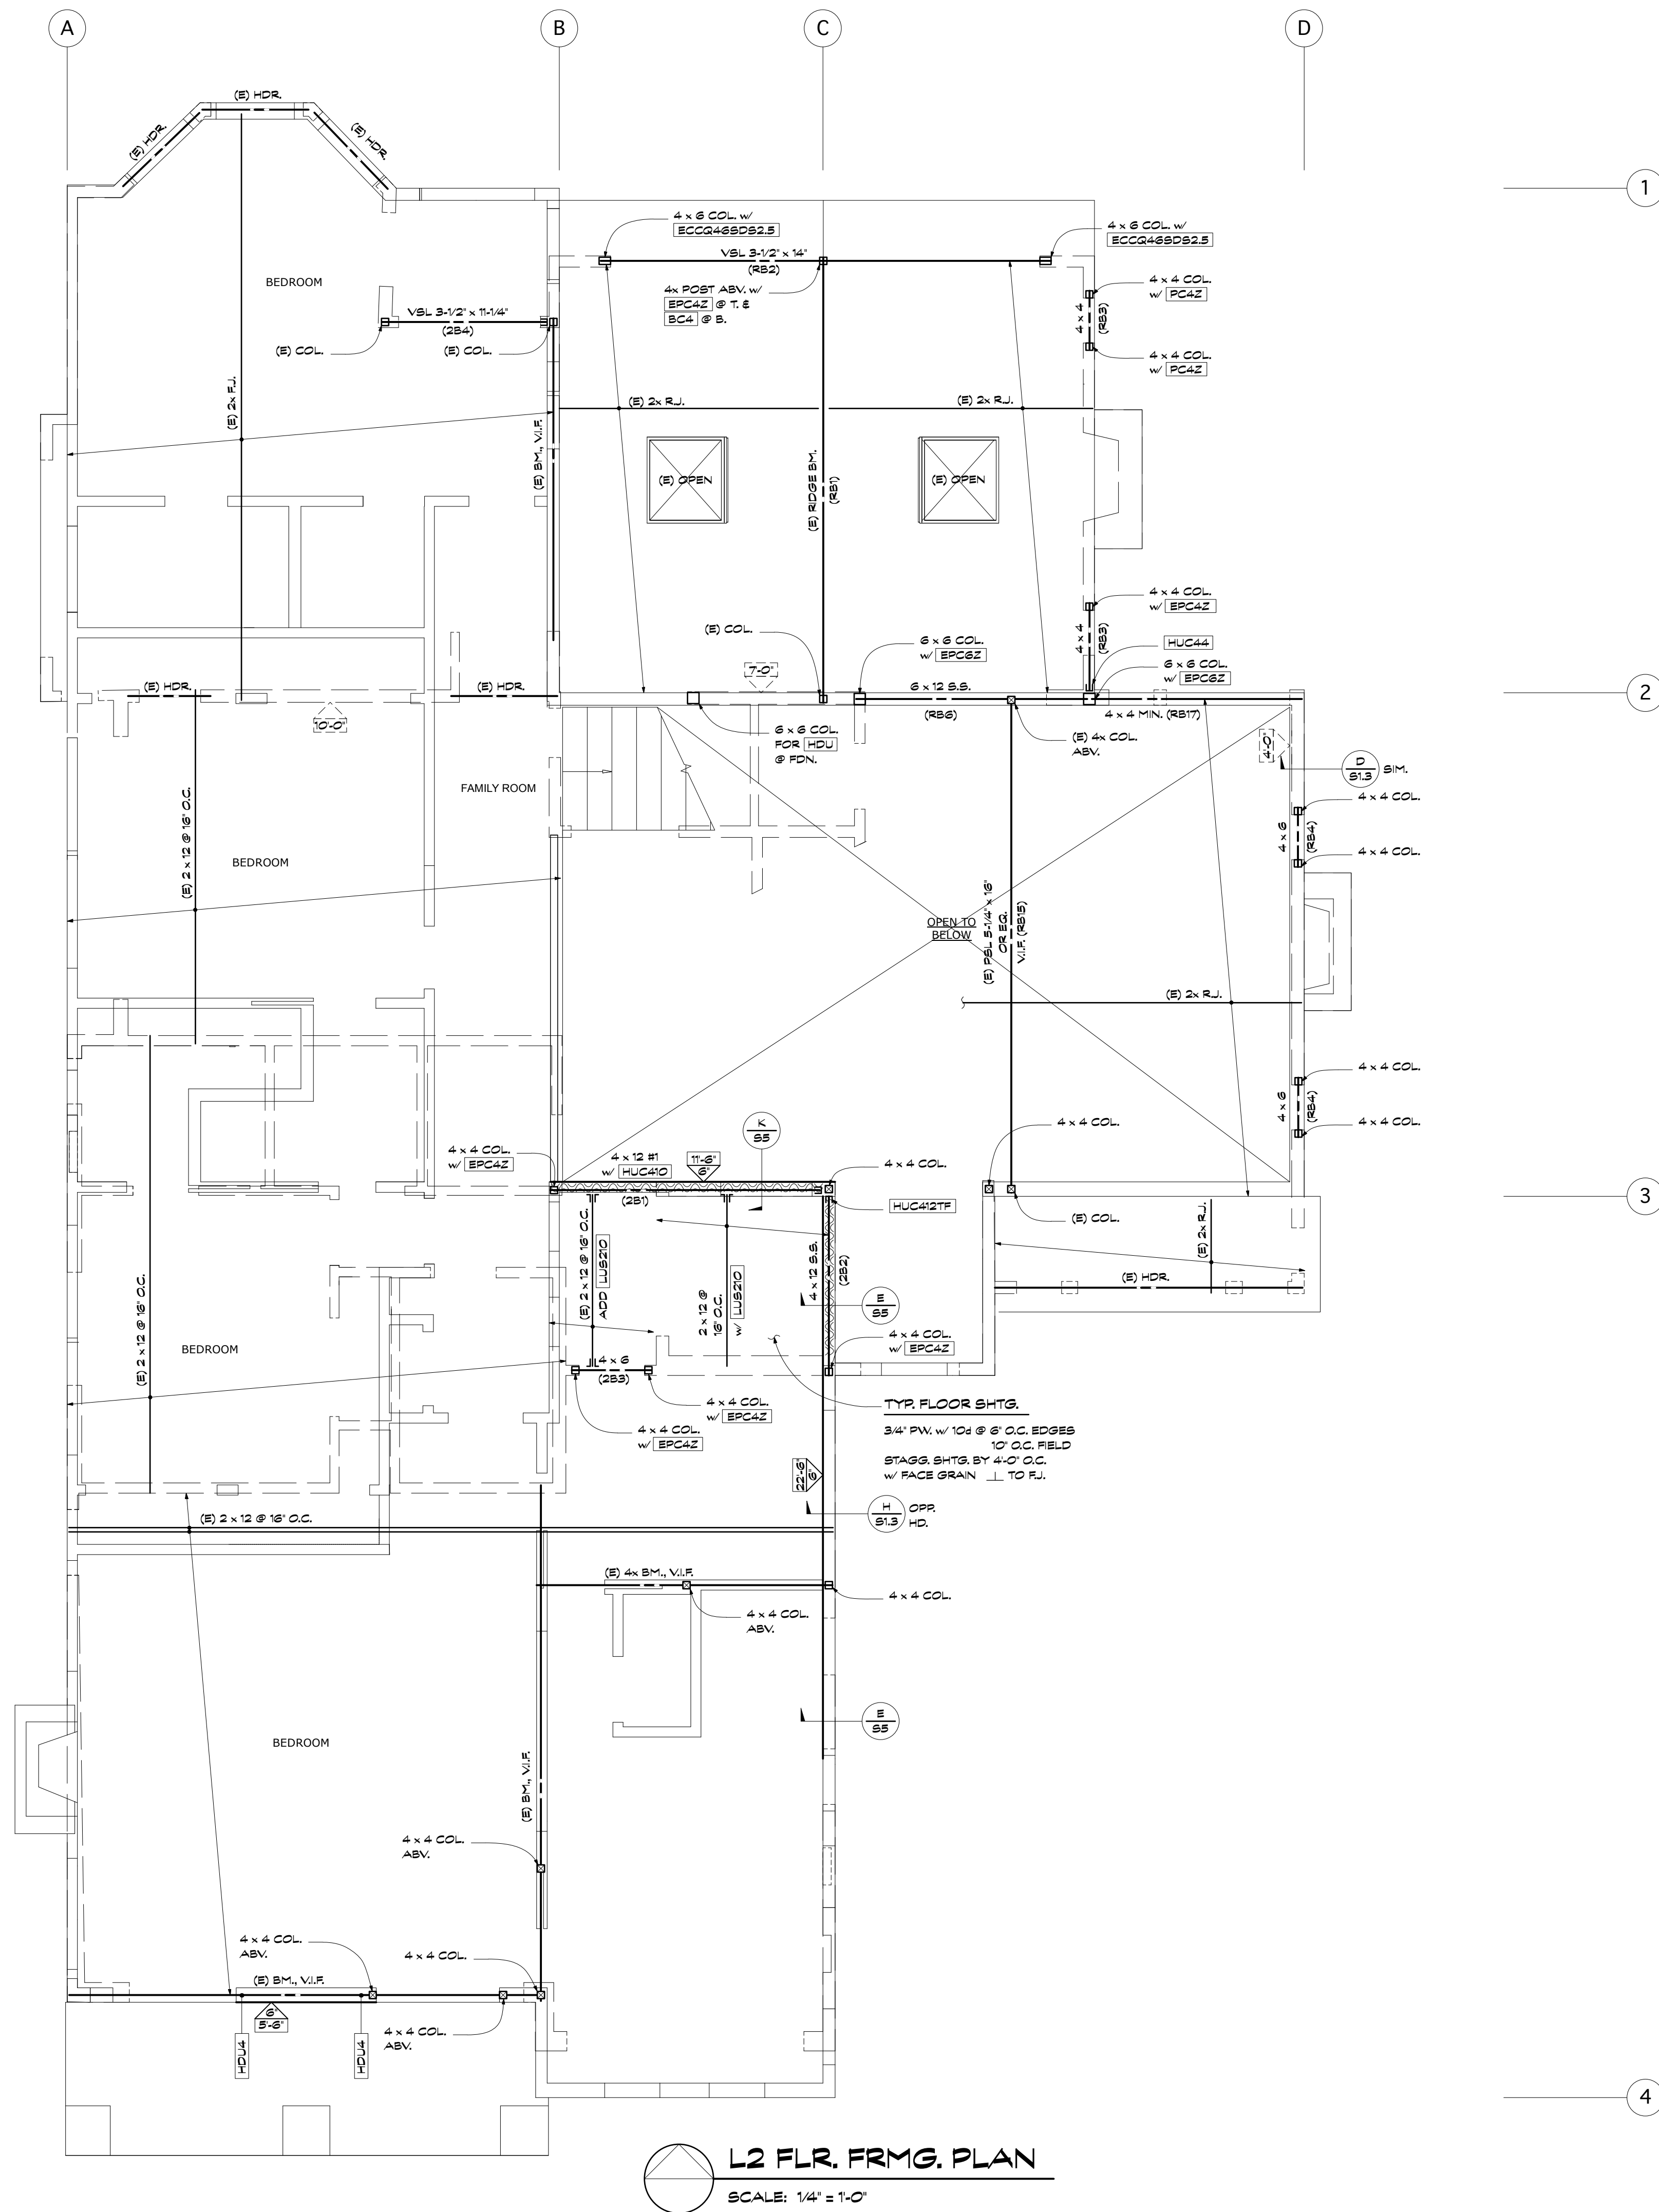 A
B
C
D
(E) HDR.
(E) HDR.
(E) HDR.
1
4 x 6 COL. w/
ECCQ46SDS2.5
4 x 6 COL. w/
ECCQ46SDS2.5
VSL 3-1/2" x 14"
(RB2)
BEDROOM
4x POST ABV. w/
EPC4Z @ T. &
BC4 @ B.
4 x 4 COL.
w/ PC4Z
4 x 4
(RB3)
VSL 3-1/2" x 11-1/4"
(2B4)
(E) COL.
(E) COL.
4 x 4 COL.
w/ PC4Z
(E) 2x F.J.
(E) 2x R.J.
(E) 2x R.J.
(E) BM., V.I.F.
(E) OPEN
(E) RIDGE BM.
(RB1)
(E) OPEN
4 x 4 COL.
w/ EPC4Z
4 x 4
(RB3)
(E) COL.
6 x 6 COL.
w/ EPC6Z
HUC44
6 x 6 COL.
w/ EPC6Z
7'-0"
(E) HDR.
(E) HDR.
6 x 12 S.S.
(RB6)
2
4 x 4 MIN. (RB17)
10'-0"
6 x 6 COL.
FOR HDU
@ FDN.
(E) 4x COL.
ABV.
4'-0"
D
S1.3
SIM.
FAMILY ROOM
(E) 2 x 12 @ 16" O.C.
4 x 4 COL.
4 x 6
(RB4)
4 x 4 COL.
BEDROOM
OPEN TO
BELOW
(E) PSL 5-1/4" x 16"
OR EQ.
V.I.F. (RB15)
(E) 2x R.J.
4 x 4 COL.
4 x 6
(RB4)
4 x 4 COL.
K
S5
4 x 4 COL.
4 x 4 COL.
w/ EPC4Z
4 x 12 #1
w/ HUC410
11'-6"
6"
4 x 4 COL.
(2B1)
3
HUC412TF
(E) COL.
(E) 2 x 12 @ 16" O.C.
ADD LUS210
2 x 12 @
16" O.C.
w/ LUS210
4 x 12 S.S.
(2B2)
(E) 2x R.J.
(E) HDR.
E
S5
(E) 2 x 12 @ 16" O.C.
BEDROOM
4 x 6
(2B3)
4 x 4 COL.
w/ EPC4Z
4 x 4 COL.
w/ EPC4Z
4 x 4 COL.
w/ EPC4Z
TYP. FLOOR SHTG.
3/4" PW. w/ 10d @ 6" O.C. EDGES
10" O.C. FIELD
STAGG. SHTG. BY 4'-0" O.C.
w/ FACE GRAIN ⊥ TO F.J.
22'-6"
6"
H
S1.3
OPP.
HD.
(E) 2 x 12 @ 16" O.C.
(E) 4x BM., V.I.F.
4 x 4 COL.
4 x 4 COL.
ABV.
E
S5
BEDROOM
(E) BM., V.I.F.
4 x 4 COL.
ABV.
4 x 4 COL.
ABV.
4 x 4 COL.
(E) BM., V.I.F.
6"
5'-6"
4 x 4 COL.
ABV.
HDU4
HDU4
4
L2 FLR. FRMG. PLAN
SCALE: 1/4" = 1'-0"